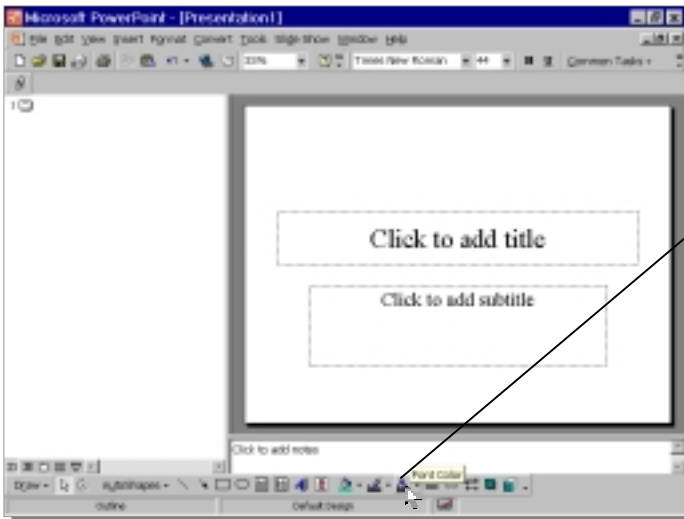 Microsoft PowerPoint - [Presentation1]
File Edit View Insert Format Convert Tools Slide Show Window Help
33% Times New Roman 44 Common Tasks
1
Click to add title
Click to add subtitle
Click to add notes
Font Color
Draw AutoShapes
Outline Default Design